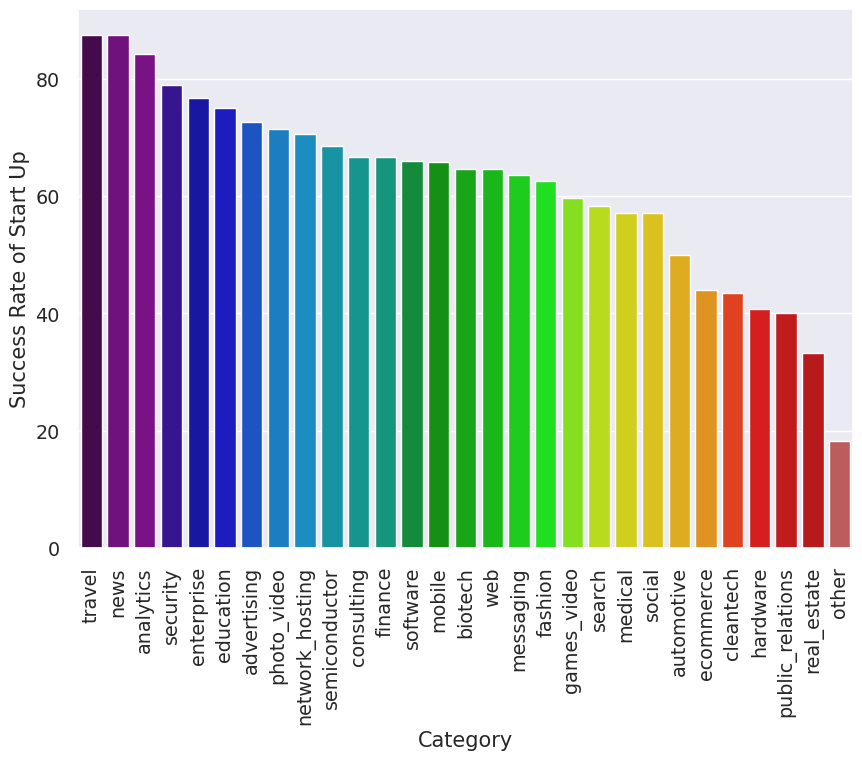 Success Rate of Start Up
80
60
40
20
0
travel
news
analytics
security
enterprise
education
advertising
photo_video
network_hosting
semiconductor
consulting
finance
software
mobile
biotech
web
messaging
fashion
games_video
search
medical
social
automotive
ecommerce
cleantech
hardware
public_relations
real_estate
other
Category